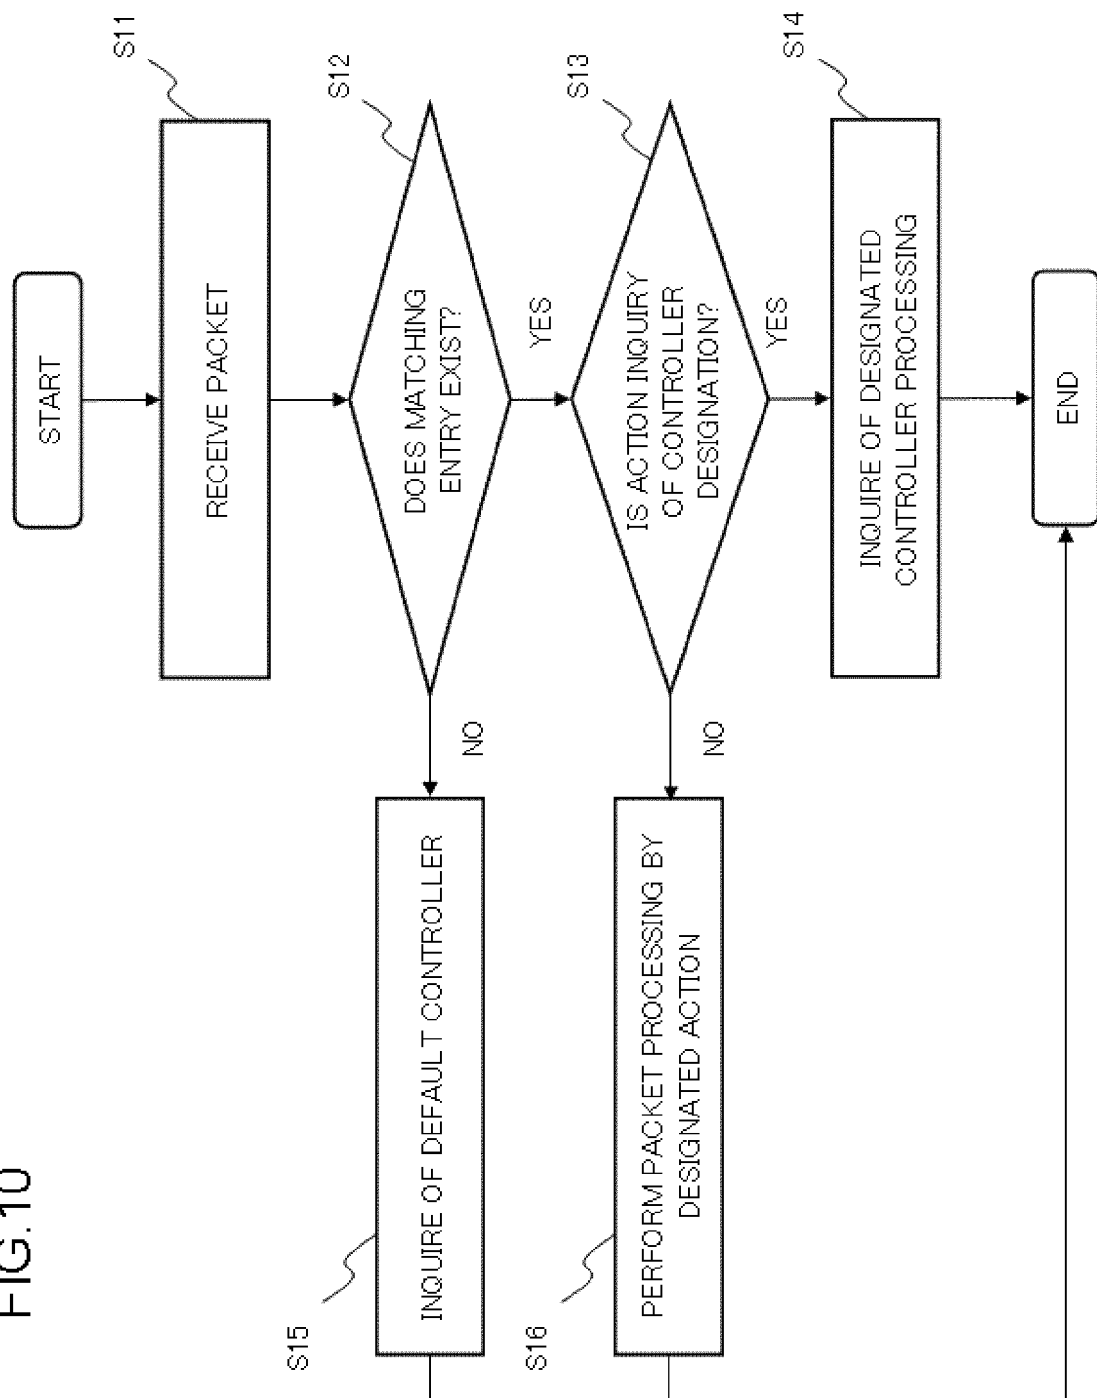 FIG.10
START
S11
RECEIVE PACKET
S12
DOES MATCHING
ENTRY EXIST?
YES
NO
S13
IS ACTION INQUIRY
OF CONTROLLER
DESIGNATION?
YES
NO
S14
INQUIRE OF DESIGNATED
CONTROLLER PROCESSING
S15
INQUIRE OF DEFAULT CONTROLLER
S16
PERFORM PACKET PROCESSING BY
DESIGNATED ACTION
END